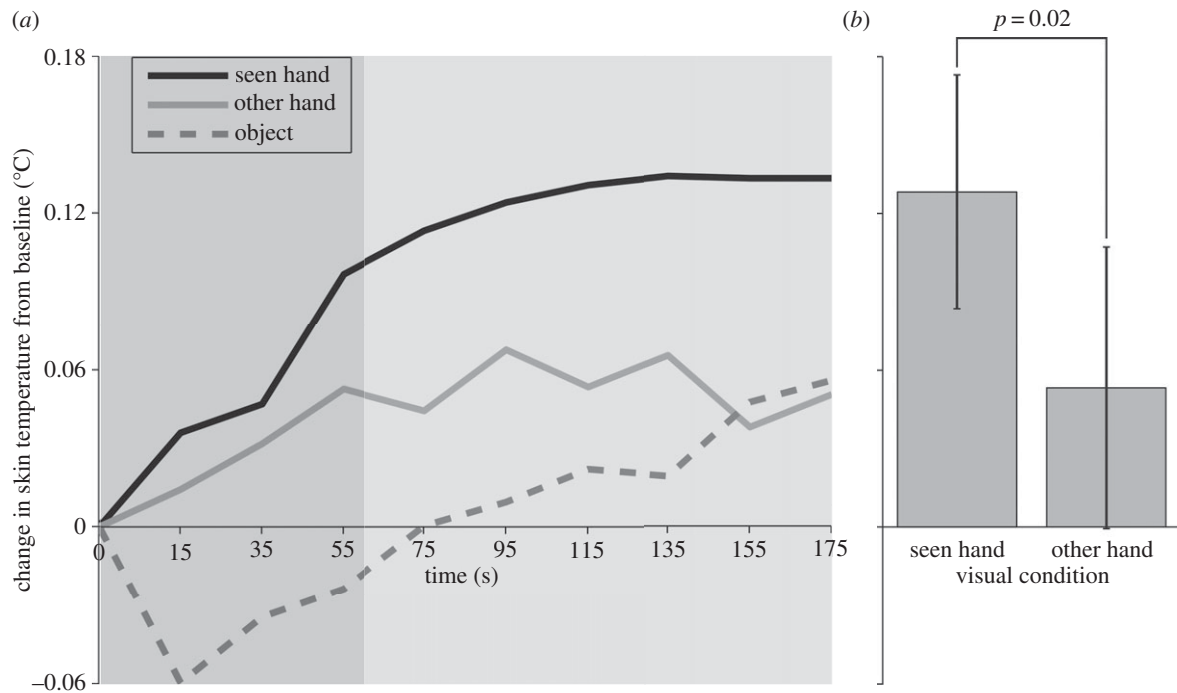 (a)
0.18
0.12
0.06
0
–0.06
change in skin temperature from baseline (°C)
seen hand
other hand
object
0 15 35 55 75 95 115 135 155 175
time (s)
(b)
p = 0.02
seen hand other hand
visual condition